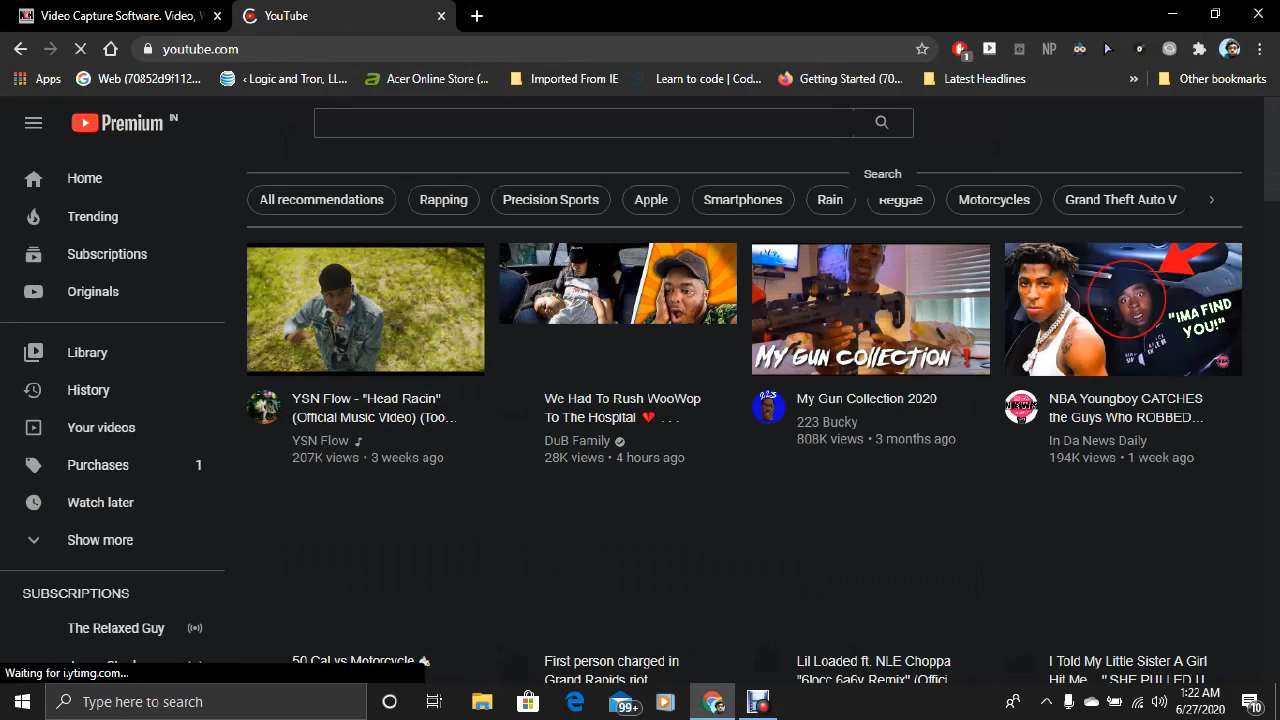 Video Capture Software. Video, W
YouTube
youtube.com
1
NP
Apps
Web (70852d9f112...
‹ Logic and Tron, LL...
Acer Online Store (...
Imported From IE
Learn to code | Cod...
Getting Started (70...
Latest Headlines
»
Other bookmarks
Premium IN
Search
Home
Trending
Subscriptions
Originals
Library
History
Your videos
Purchases 1
Watch later
Show more
SUBSCRIPTIONS
The Relaxed Guy
All recommendations
Rapping
Precision Sports
Apple
Smartphones
Rain
Reggae
Motorcycles
Grand Theft Auto V
MY GUN COLLECTION !
"IMA FIND
YOU!"
YSN Flow - "Head Racin"
(Official Music Video) (Too...
YSN Flow
207K views • 3 weeks ago
We Had To Rush WooWop
To The Hospital 💔 . . .
DuB Family
28K views • 4 hours ago
223
My Gun Collection 2020
223 Bucky
808K views • 3 months ago
NBA Youngboy CATCHES
the Guys Who ROBBED...
In Da News Daily
194K views • 1 week ago
50 Cal vs Motorcycle
First person charged in
Grand Rapids riot
Lil Loaded ft. NLE Choppa
"6locc 6a6y Remix" (Offici
I Told My Little Sister A Girl
Hit Me... " SHE PULLED U
Waiting for i.ytimg.com...
Type here to search
99+
1:22 AM
6/27/2020
10